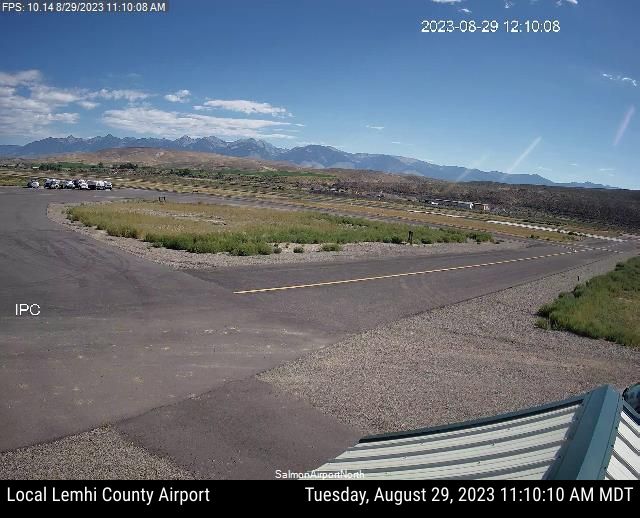 FPS: 10.14 8/29/2023 11:10:08 AM
2023-08-29 12:10:08
IPC
SalmonAirportNorth
Local Lemhi County Airport
Tuesday, August 29, 2023 11:10:10 AM MDT